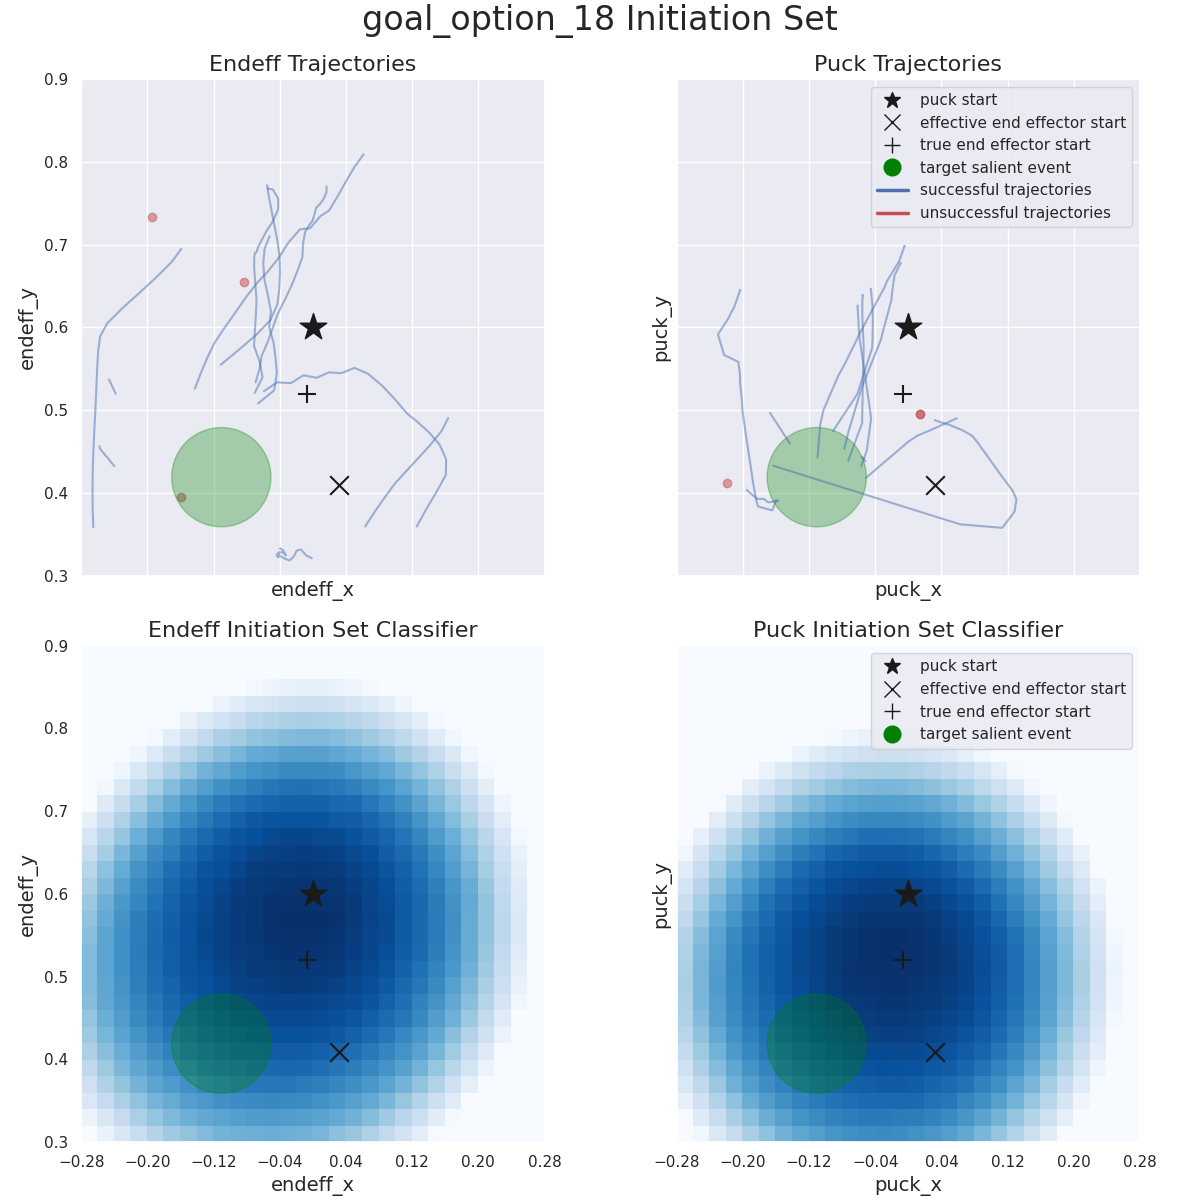 goal_option_18 Initiation Set
Endeff Trajectories
0.9
0.8
0.7
0.6
0.5
0.4
0.3
endeff_y
endeff_x
Puck Trajectories
puck start
effective end effector start
true end effector start
target salient event
successful trajectories
unsuccessful trajectories
puck_y
puck_x
Endeff Initiation Set Classifier
0.9
0.8
0.7
0.6
0.5
0.4
0.3
endeff_y
−0.28 −0.20 −0.12 −0.04 0.04 0.12 0.20 0.28
endeff_x
Puck Initiation Set Classifier
puck start
effective end effector start
true end effector start
target salient event
puck_y
−0.28 −0.20 −0.12 −0.04 0.04 0.12 0.20 0.28
puck_x